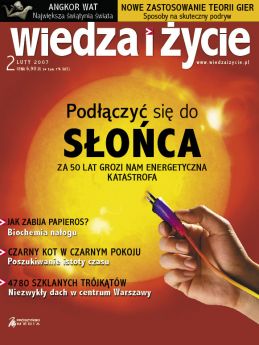 ANGKOR WAT
Największa świątynia świata
NOWE ZASTOSOWANIE TEORII GIER
Sposoby na skuteczny podryw
wiedza i życie
2 LUTY 2007
www.wiedzaizycie.pl
Podłączyć się do
SŁOŃCA
ZA 50 LAT GROZI NAM ENERGETYCZNA
KATASTROFA
JAK ZABIJA PAPIEROS?
Biochemia nałogu
CZARNY KOT W CZARNYM POKOJU
Poszukiwanie istoty czasu
4780 SZKLANYCH TRÓJKĄTÓW
Niezwykły dach w centrum Warszawy